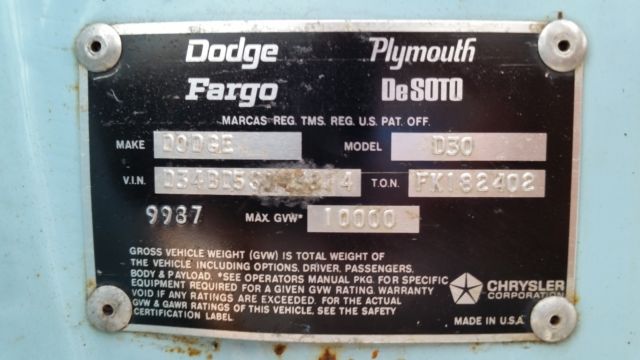 Dodge Plymouth
Fargo De SOTO
MARCAS REG. TMS. REG. U.S. PAT. OFF.
MAKE DODGE MODEL D30
V.I.N. T.O.N. FK182402
9937 MAX. GVW* 10000
GROSS VEHICLE WEIGHT (GVW) IS TOTAL WEIGHT OF
THE VEHICLE INCLUDING OPTIONS, DRIVER, PASSENGERS,
BODY & PAYLOAD. *SEE OPERATORS MANUAL PKG. FOR SPECIFIC
EQUIPMENT REQUIRED FOR A GIVEN GVW RATING. WARRANTY
VOID IF ANY RATINGS ARE EXCEEDED. FOR THE ACTUAL
GVW & GAWR RATINGS OF THIS VEHICLE, SEE THE SAFETY
CERTIFICATION LABEL.
CHRYSLER
CORPORATION
MADE IN U.S.A.